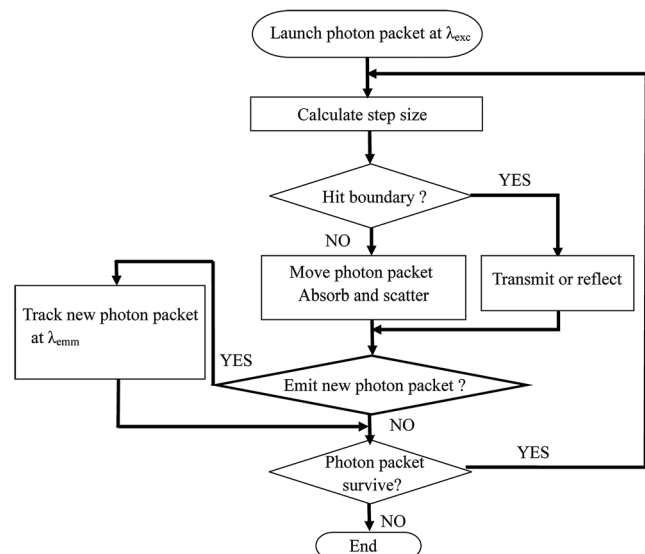 Launch photon packet at λexc
Calculate step size
Hit boundary ?
YES
NO
Move photon packet
Absorb and scatter
Transmit or reflect
Track new photon packet
at λemm
YES
Emit new photon packet ?
NO
Photon packet
survive?
YES
NO
End